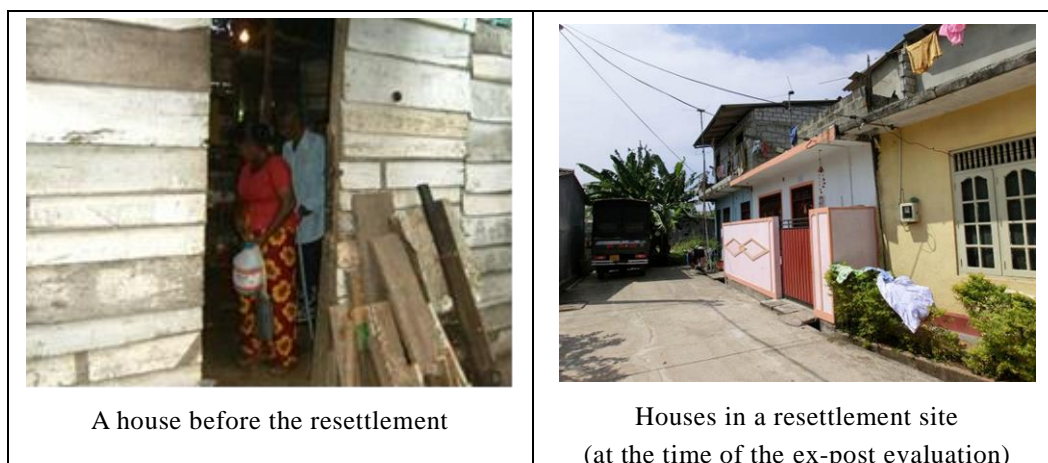 A house before the resettlement
Houses in a resettlement site
(at the time of the ex-post evaluation)